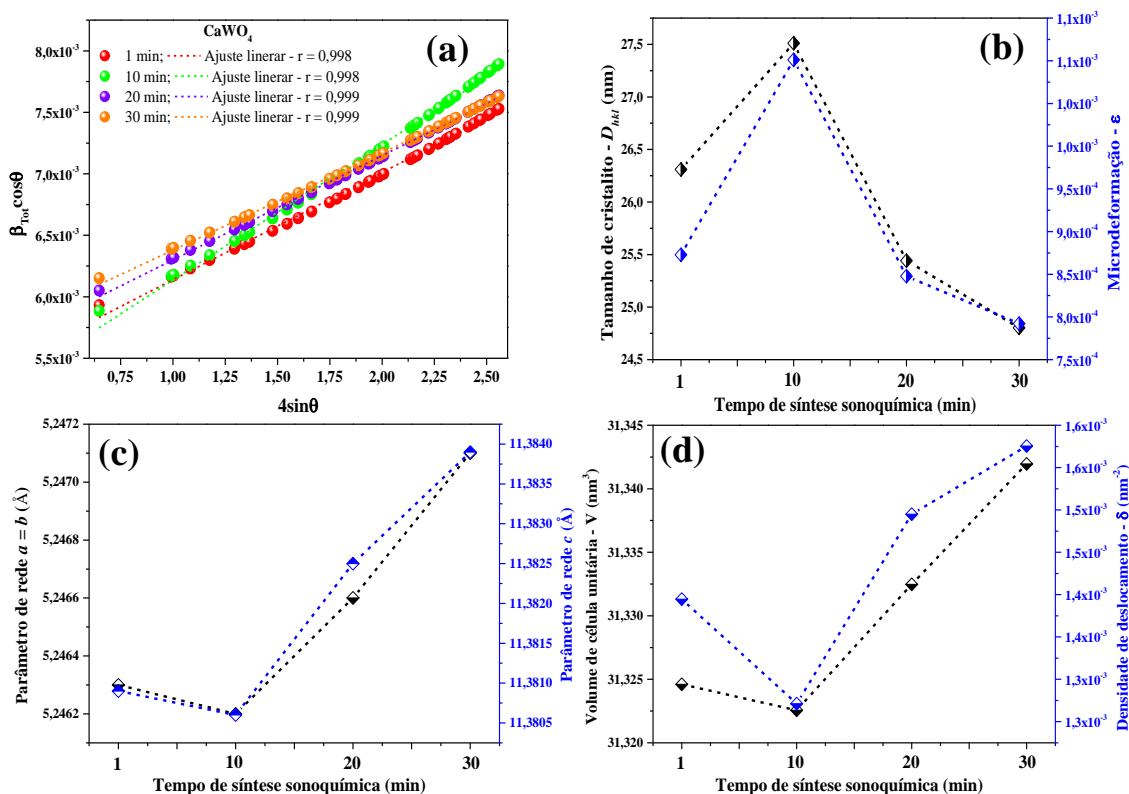 CaWO₄
(a)
1 min; Ajuste linerar - r = 0,998
10 min; Ajuste linerar - r = 0,998
20 min; Ajuste linerar - r = 0,999
30 min; Ajuste linerar - r = 0,999
8,0x10⁻³
7,5x10⁻³
7,0x10⁻³
6,5x10⁻³
6,0x10⁻³
5,5x10⁻³
β_Tot cosθ
0,75 1,00 1,25 1,50 1,75 2,00 2,25 2,50
4sinθ
(b)
27,5
27,0
26,5
26,0
25,5
25,0
24,5
Tamanho de cristalito - D_hkl (nm)
1,1x10⁻³
1,1x10⁻³
1,0x10⁻³
1,0x10⁻³
9,5x10⁻⁴
9,0x10⁻⁴
8,5x10⁻⁴
8,0x10⁻⁴
7,5x10⁻⁴
Microdeformação - ε
1 10 20 30
Tempo de síntese sonoquímica (min)
(c)
5,2472
5,2470
5,2468
5,2466
5,2464
5,2462
Parâmetro de rede a = b (Å)
11,3840
11,3835
11,3830
11,3825
11,3820
11,3815
11,3810
11,3805
Parâmetro de rede c (Å)
1 10 20 30
Tempo de síntese sonoquímica (min)
(d)
31,345
31,340
31,335
31,330
31,325
31,320
Volume de célula unitária - V (nm³)
1,6x10⁻³
1,6x10⁻³
1,5x10⁻³
1,5x10⁻³
1,4x10⁻³
1,4x10⁻³
1,3x10⁻³
1,3x10⁻³
Densidade de deslocamento - δ (nm⁻²)
1 10 20 30
Tempo de síntese sonoquímica (min)